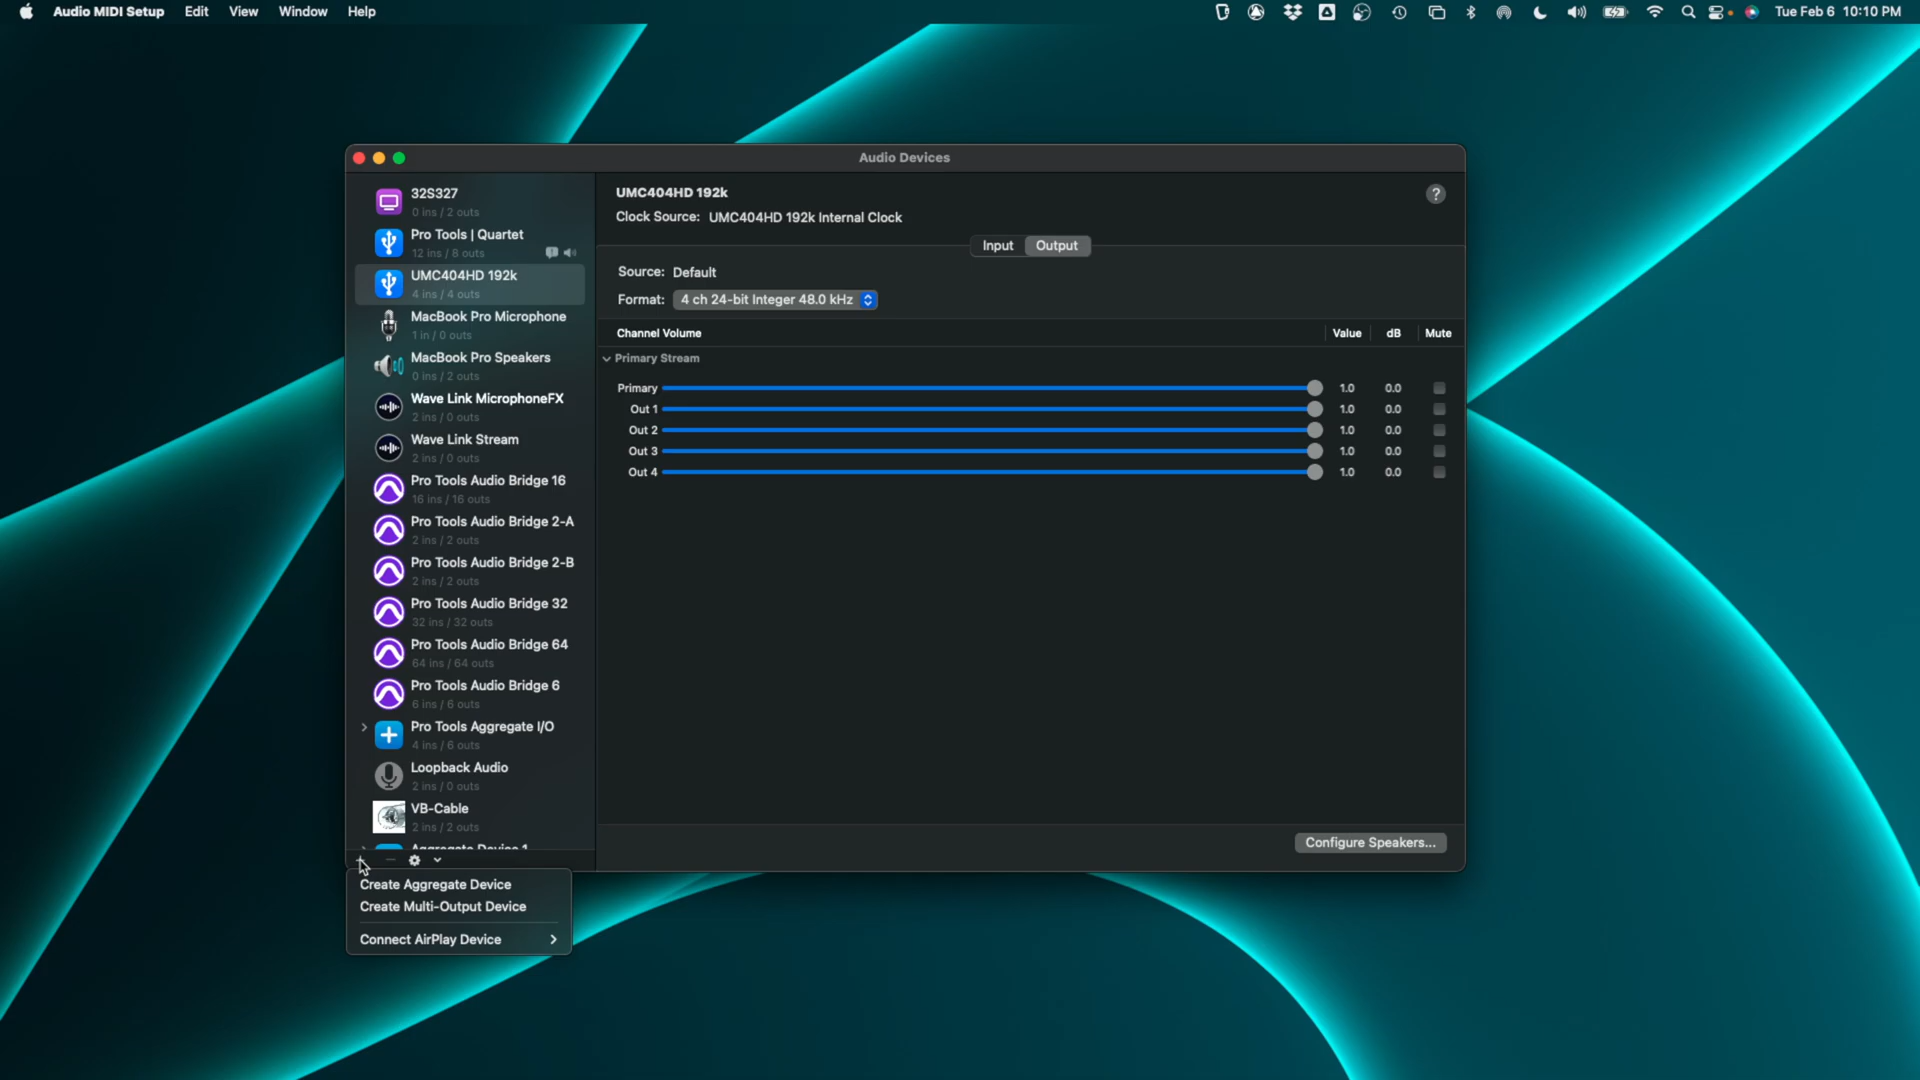 Audio MIDI Setup Edit View Window Help
Tue Feb 6 10:10 PM
Audio Devices
32S327
0 ins / 2 outs
Pro Tools | Quartet
12 ins / 8 outs
UMC404HD 192k
4 ins / 4 outs
MacBook Pro Microphone
1 in / 0 outs
MacBook Pro Speakers
0 ins / 2 outs
Wave Link MicrophoneFX
2 ins / 0 outs
Wave Link Stream
2 ins / 0 outs
Pro Tools Audio Bridge 16
16 ins / 16 outs
Pro Tools Audio Bridge 2-A
2 ins / 2 outs
Pro Tools Audio Bridge 2-B
2 ins / 2 outs
Pro Tools Audio Bridge 32
32 ins / 32 outs
Pro Tools Audio Bridge 64
64 ins / 64 outs
Pro Tools Audio Bridge 6
6 ins / 6 outs
Pro Tools Aggregate I/O
4 ins / 6 outs
Loopback Audio
2 ins / 0 outs
VB-Cable
2 ins / 2 outs
Aggregate Device 1
Create Aggregate Device
Create Multi-Output Device
Connect AirPlay Device
UMC404HD 192k
?
Clock Source: UMC404HD 192k Internal Clock
Input Output
Source: Default
Format: 4 ch 24-bit Integer 48.0 kHz
Channel Volume Value dB Mute
Primary Stream
Primary 1.0 0.0
Out 1 1.0 0.0
Out 2 1.0 0.0
Out 3 1.0 0.0
Out 4 1.0 0.0
Configure Speakers...